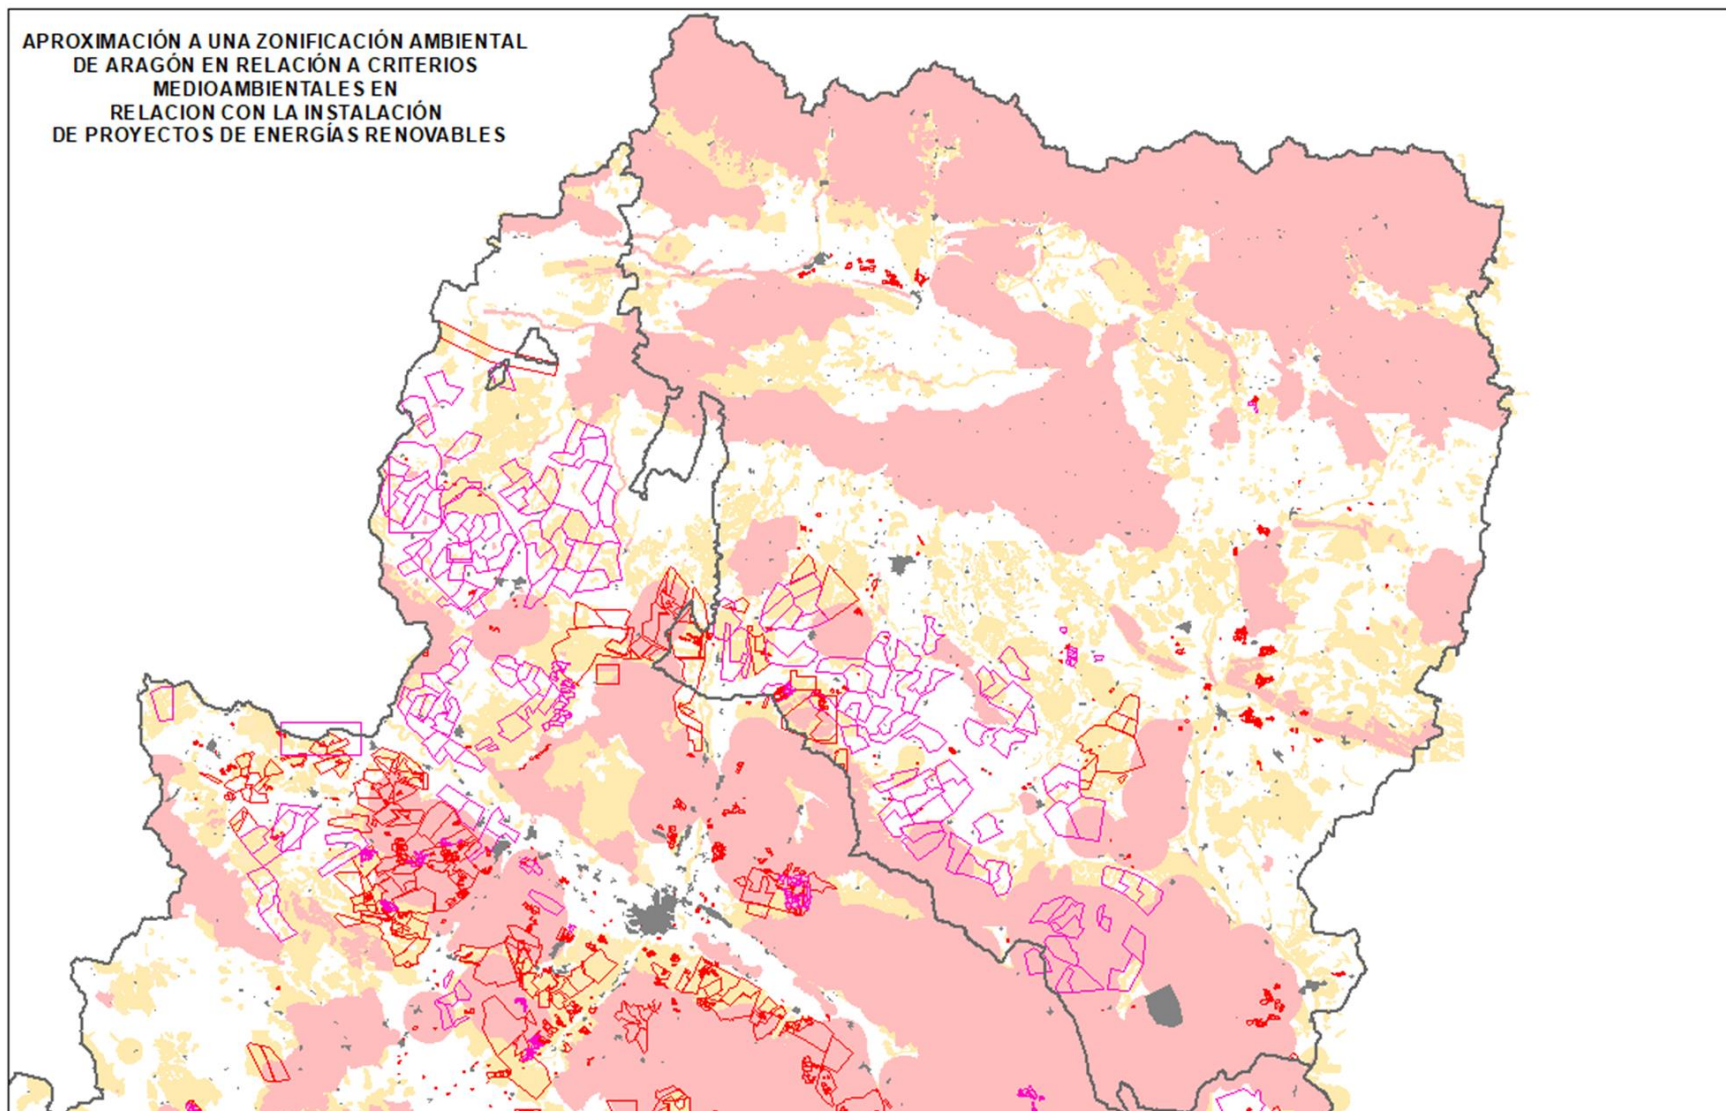 APROXIMACIÓN A UNA ZONIFICACIÓN AMBIENTAL
DE ARAGÓN EN RELACIÓN A CRITERIOS
MEDIOAMBIENTALES EN
RELACION CON LA INSTALACIÓN
DE PROYECTOS DE ENERGÍAS RENOVABLES